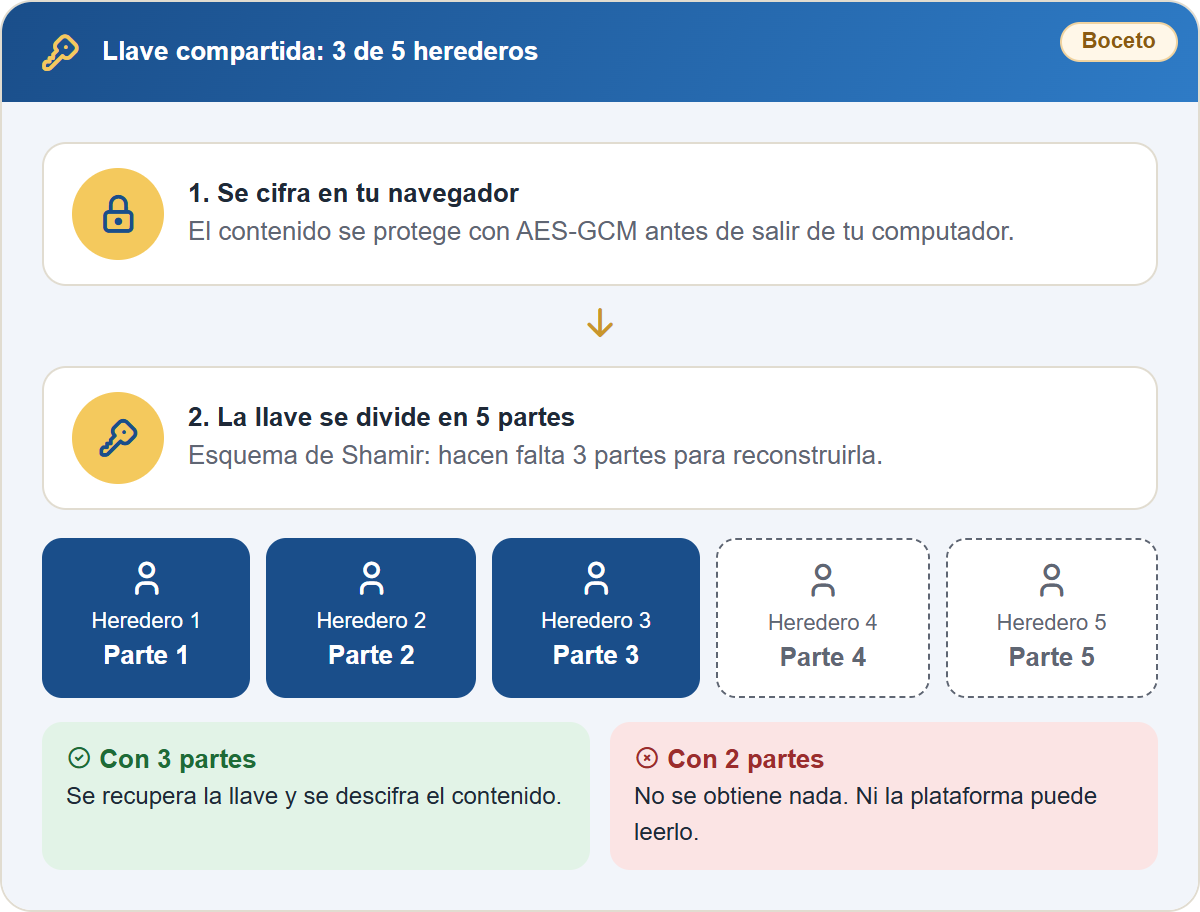 Llave compartida: 3 de 5 herederos
Boceto
1. Se cifra en tu navegador
El contenido se protege con AES-GCM antes de salir de tu computador.
2. La llave se divide en 5 partes
Esquema de Shamir: hacen falta 3 partes para reconstruirla.
Heredero 1
Parte 1
Heredero 2
Parte 2
Heredero 3
Parte 3
Heredero 4
Parte 4
Heredero 5
Parte 5
Con 3 partes
Se recupera la llave y se descifra el contenido.
Con 2 partes
No se obtiene nada. Ni la plataforma puede
leerlo.